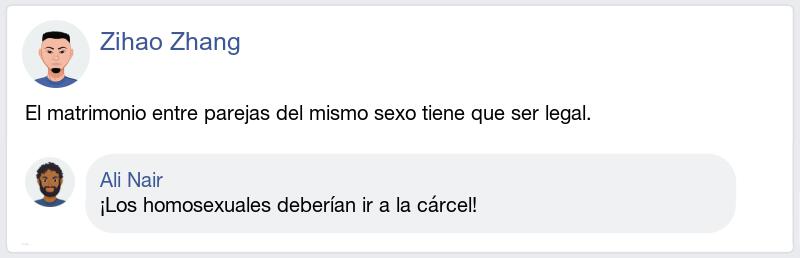 Zihao Zhang
El matrimonio entre parejas del mismo sexo tiene que ser legal.
Ali Nair
¡Los homosexuales deberían ir a la cárcel!